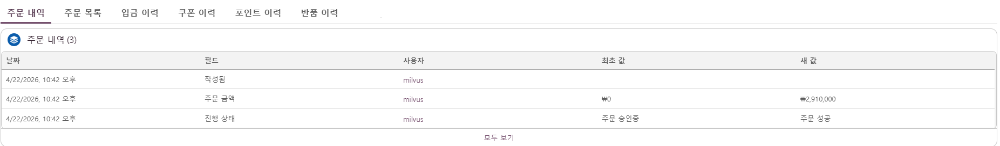 주문 내역 주문 목록 입금 이력 쿠폰 이력 포인트 이력 반품 이력
주문 내역 (3)
날짜 필드 사용자 최초 값 새 값
4/22/2026, 10:42 오후 작성됨 milvus
4/22/2026, 10:42 오후 주문 금액 milvus ₩0 ₩2,910,000
4/22/2026, 10:42 오후 진행 상태 milvus 주문 승인중 주문 성공
모두 보기